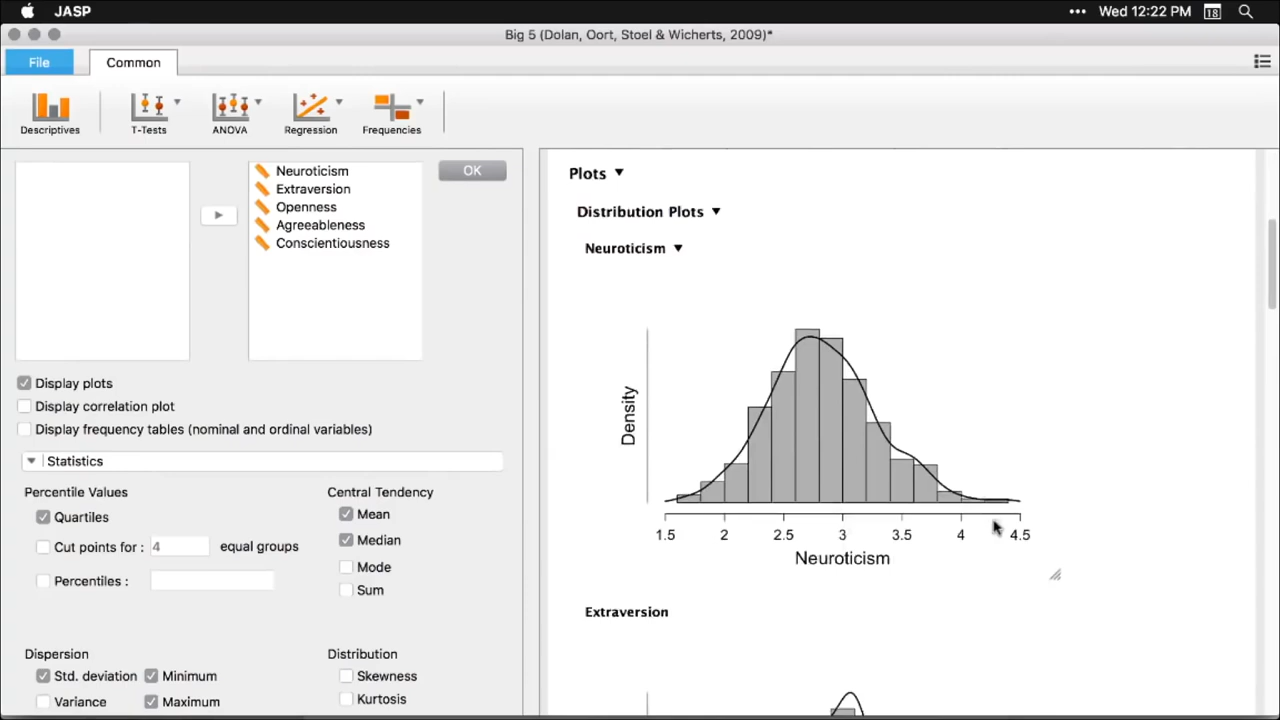 JASP
••• Wed 12:22 PM 18
Big 5 (Dolan, Oort, Stoel & Wicherts, 2009)*
File Common
Descriptives T-Tests ANOVA Regression Frequencies
Neuroticism
Extraversion
Openness
Agreeableness
Conscientiousness
OK
Display plots
Display correlation plot
Display frequency tables (nominal and ordinal variables)
Statistics
Percentile Values
Quartiles
Cut points for : 4 equal groups
Percentiles :
Central Tendency
Mean
Median
Mode
Sum
Dispersion
Std. deviation Minimum
Variance Maximum
Distribution
Skewness
Kurtosis
Plots
Distribution Plots
Neuroticism
Density
1.5 2 2.5 3 3.5 4 4.5
Neuroticism
Extraversion